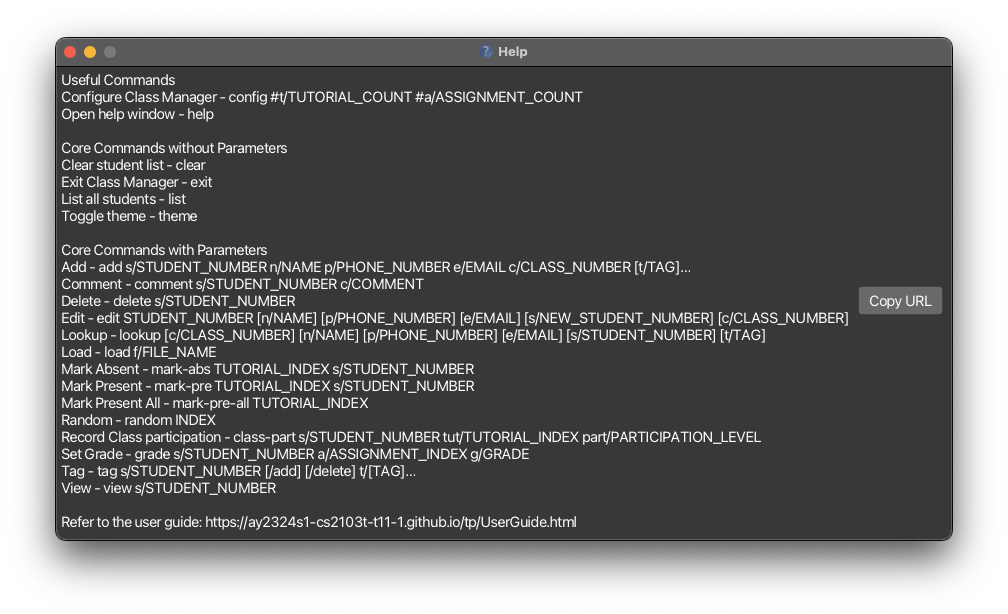 Help
Useful Commands
Configure Class Manager - config #t/TUTORIAL_COUNT #a/ASSIGNMENT_COUNT
Open help window - help
Core Commands without Parameters
Clear student list - clear
Exit Class Manager - exit
List all students - list
Toggle theme - theme
Core Commands with Parameters
Add - add s/STUDENT_NUMBER n/NAME p/PHONE_NUMBER e/EMAIL c/CLASS_NUMBER [t/TAG]...
Comment - comment s/STUDENT_NUMBER c/COMMENT
Delete - delete s/STUDENT_NUMBER
Edit - edit STUDENT_NUMBER [n/NAME] [p/PHONE_NUMBER] [e/EMAIL] [s/NEW_STUDENT_NUMBER] [c/CLASS_NUMBER]
Lookup - lookup [c/CLASS_NUMBER] [n/NAME] [p/PHONE_NUMBER] [e/EMAIL] [s/STUDENT_NUMBER] [t/TAG]
Load - load f/FILE_NAME
Mark Absent - mark-abs TUTORIAL_INDEX s/STUDENT_NUMBER
Mark Present - mark-pre TUTORIAL_INDEX s/STUDENT_NUMBER
Mark Present All - mark-pre-all TUTORIAL_INDEX
Random - random INDEX
Record Class participation - class-part s/STUDENT_NUMBER tut/TUTORIAL_INDEX part/PARTICIPATION_LEVEL
Set Grade - grade s/STUDENT_NUMBER a/ASSIGNMENT_INDEX g/GRADE
Tag - tag s/STUDENT_NUMBER [/add] [/delete] t/[TAG]...
View - view s/STUDENT_NUMBER
Refer to the user guide: https://ay2324s1-cs2103t-t11-1.github.io/tp/UserGuide.html
Copy URL